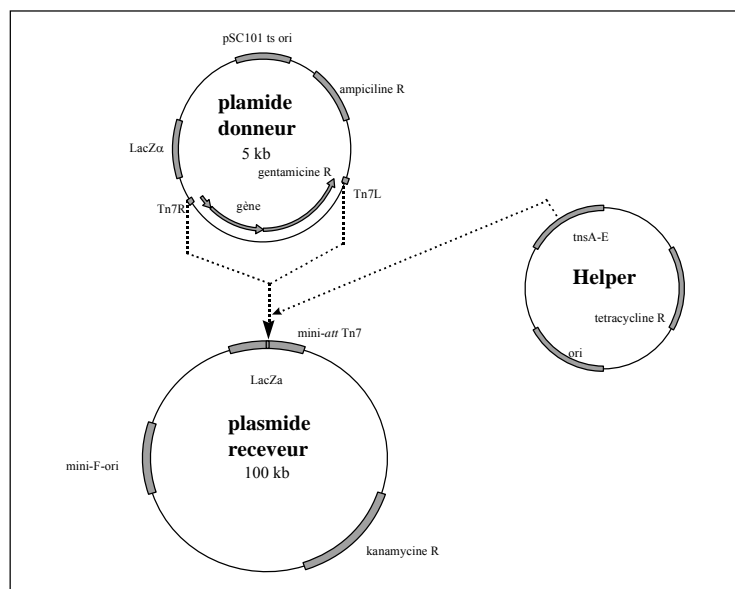 pSC101 ts ori
ampiciline R
plamide
donneur
5 kb
LacZα
gentamicine R
Tn7R
gène
Tn7L
tnsA-E
Helper
tetracycline R
ori
mini-att Tn7
LacZa
plasmide
receveur
100 kb
mini-F-ori
kanamycine R